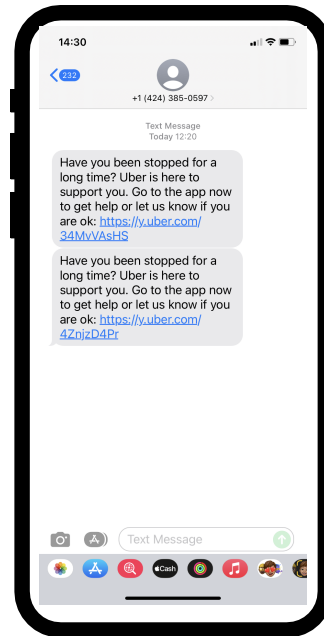 14:30
232
+1 (424) 385-0597
Text Message
Today 12:20
Have you been stopped for a
long time? Uber is here to
support you. Go to the app now
to get help or let us know if you
are ok: https://y.uber.com/
34MvVAsHS
Have you been stopped for a
long time? Uber is here to
support you. Go to the app now
to get help or let us know if you
are ok: https://y.uber.com/
4ZnjzD4Pr
Text Message
Cash